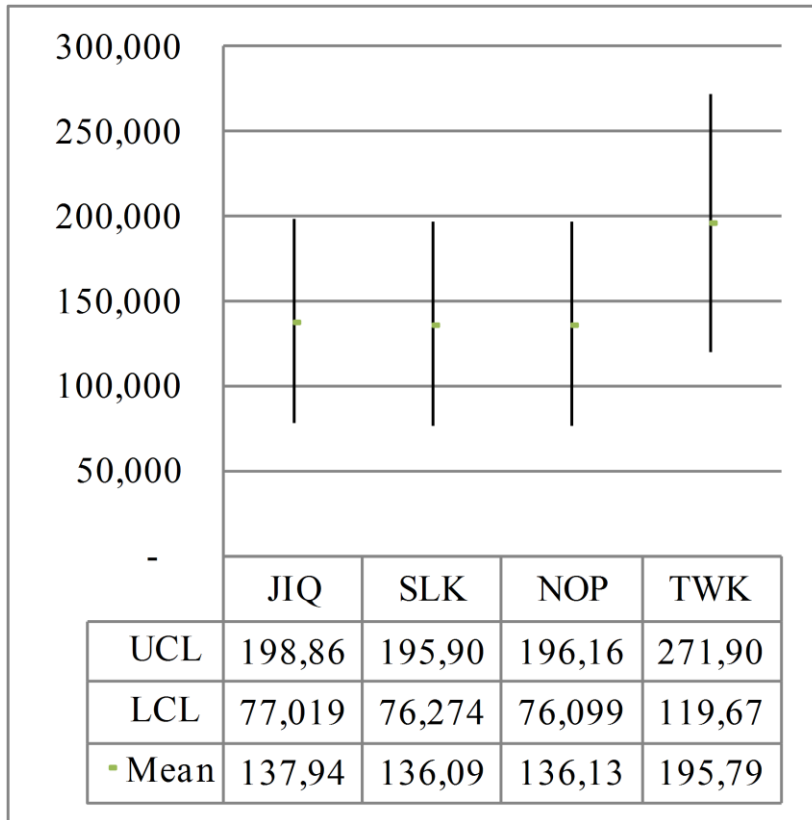 300,000
250,000
200,000
150,000
100,000
50,000
-
JIQ SLK NOP TWK
UCL 198,86 195,90 196,16 271,90
LCL 77,019 76,274 76,099 119,67
Mean 137,94 136,09 136,13 195,79